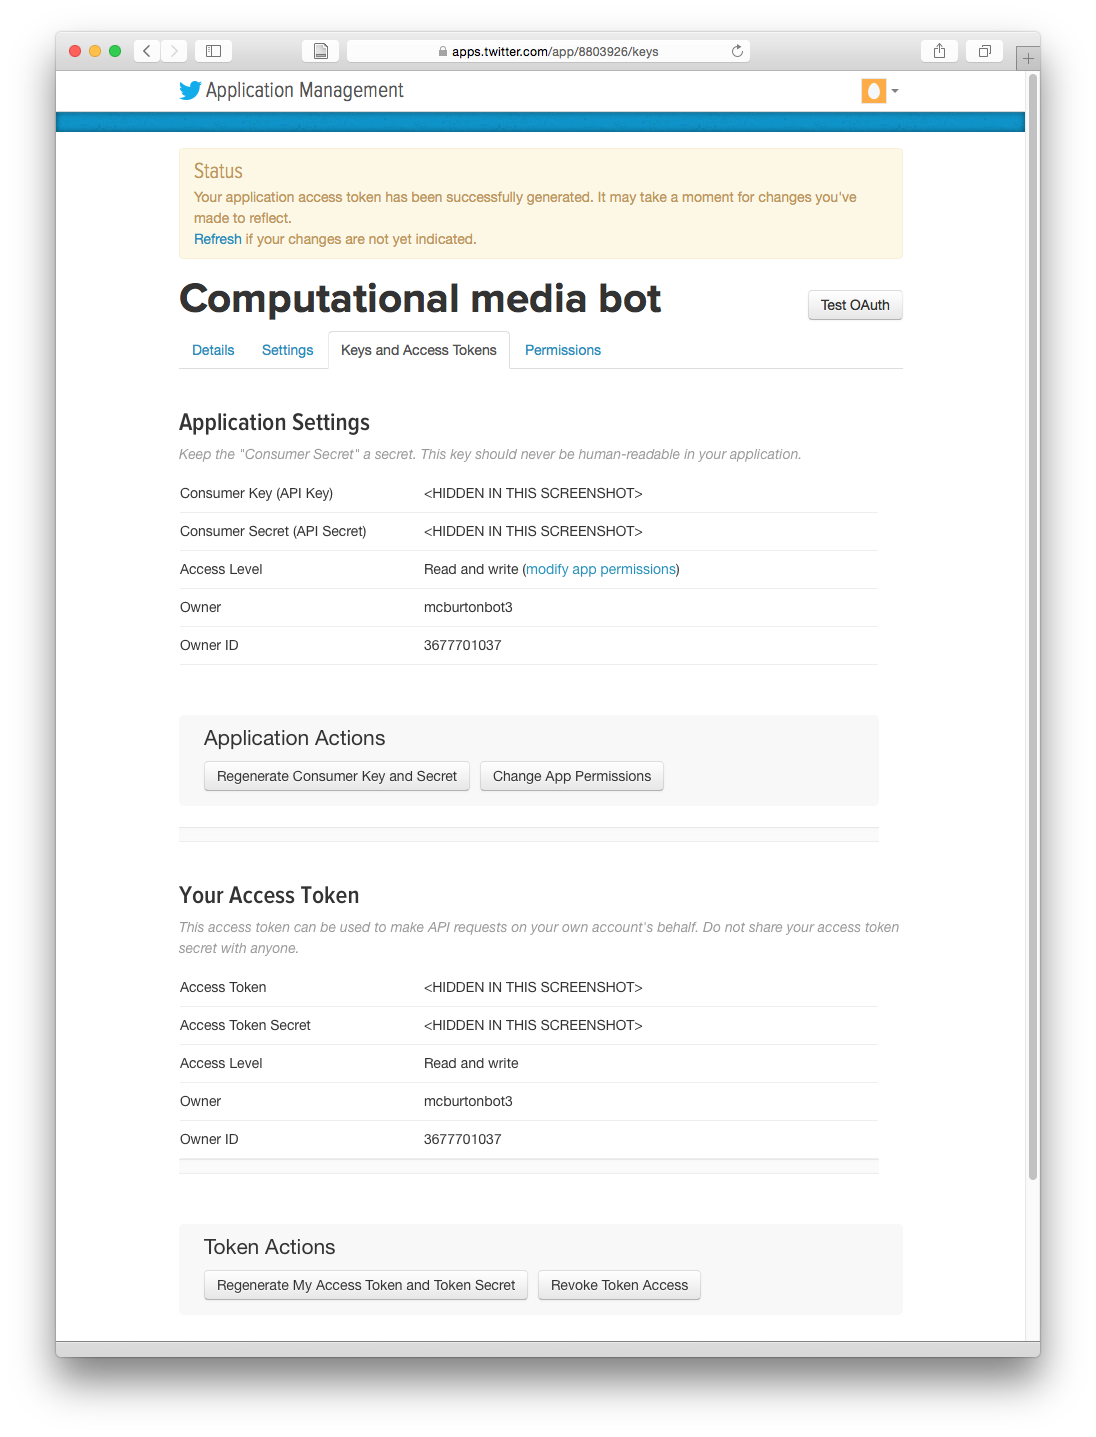 apps.twitter.com/app/8803926/keys
Application Management
Status
Your application access token has been successfully generated. It may take a moment for changes you've
made to reflect.
Refresh if your changes are not yet indicated.
Computational media bot
Test OAuth
Details Settings Keys and Access Tokens Permissions
Application Settings
Keep the "Consumer Secret" a secret. This key should never be human-readable in your application.
Consumer Key (API Key) <HIDDEN IN THIS SCREENSHOT>
Consumer Secret (API Secret) <HIDDEN IN THIS SCREENSHOT>
Access Level Read and write (modify app permissions)
Owner mcburtonbot3
Owner ID 3677701037
Application Actions
Regenerate Consumer Key and Secret Change App Permissions
Your Access Token
This access token can be used to make API requests on your own account's behalf. Do not share your access token
secret with anyone.
Access Token <HIDDEN IN THIS SCREENSHOT>
Access Token Secret <HIDDEN IN THIS SCREENSHOT>
Access Level Read and write
Owner mcburtonbot3
Owner ID 3677701037
Token Actions
Regenerate My Access Token and Token Secret Revoke Token Access